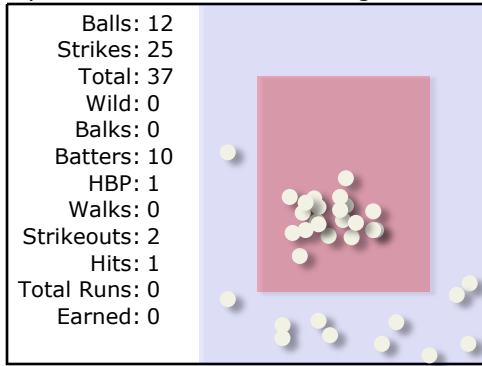 Balls: 12
Strikes: 25
Total: 37
Wild: 0
Balks: 0
Batters: 10
HBP: 1
Walks: 0
Strikeouts: 2
Hits: 1
Total Runs: 0
Earned: 0